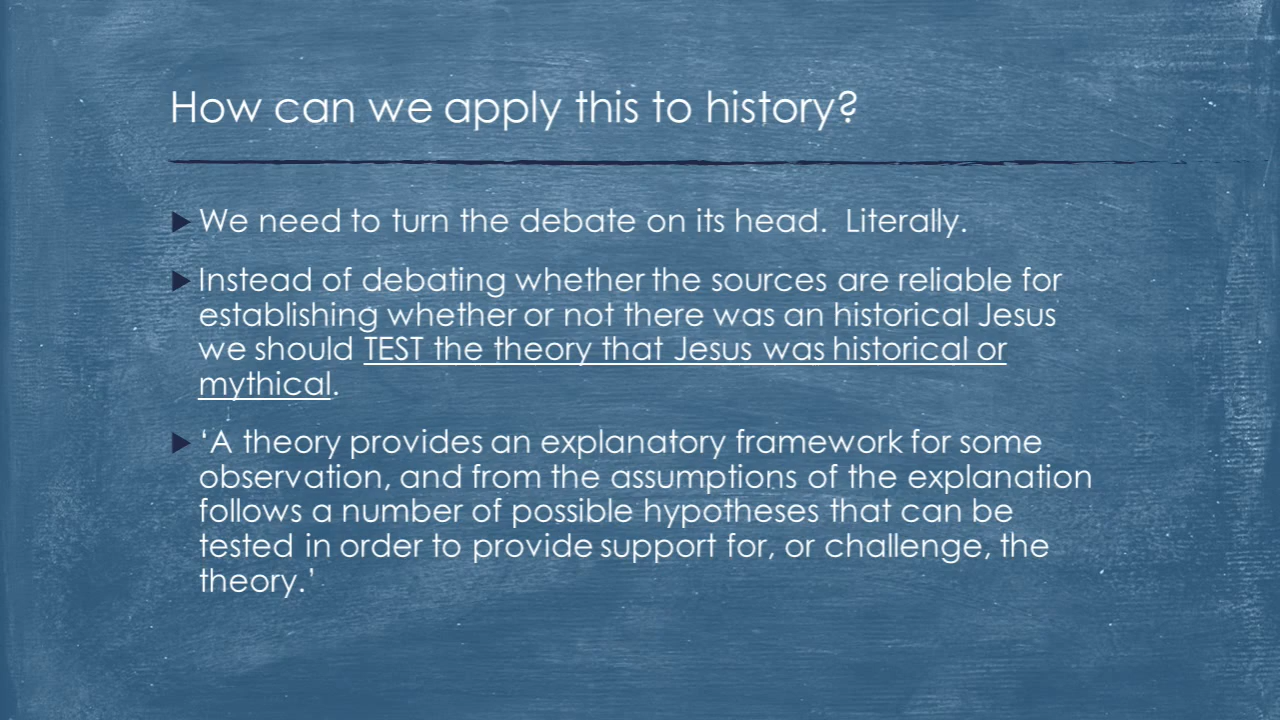 How can we apply this to history?
We need to turn the debate on its head.  Literally.
Instead of debating whether the sources are reliable for
establishing whether or not there was an historical Jesus
we should TEST the theory that Jesus was historical or
mythical.
‘A theory provides an explanatory framework for some
observation, and from the assumptions of the explanation
follows a number of possible hypotheses that can be
tested in order to provide support for, or challenge, the
theory.’